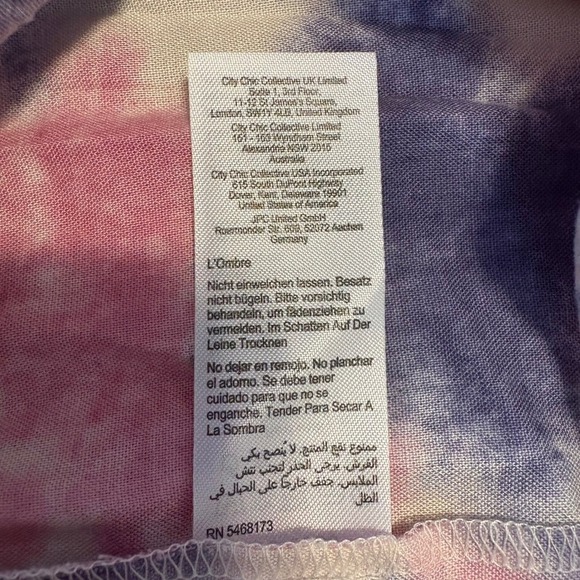 City Chic Collective UK Limited
Suite 1, 3rd Floor,
11-12 St James's Square,
London, SW1Y 4LB, United Kingdom
City Chic Collective Limited
151 - 163 Wyndham Street
Alexandria NSW 2015
Australia
City Chic Collective USA Incorporated
615 South DuPont Highway
Dover, Kent, Delaware 19901
United States of America
JPC United GmbH
Roermonder Str. 609, 52072 Aachen
Germany
L'Ombre
Nicht einweichen lassen. Besatz
nicht bügeln. Bitte vorsichtig
behandeln, um fädenziehen zu
vermeiden. Im Schatten Auf Der
Leine Trocknen
No dejar en remojo. No planchar
el adorno. Se debe tener
cuidado para que no se
enganche. Tender Para Secar A
La Sombra
ممنوع نقع المنتج. لا يُنصح بكي
الفرش. يرجى الحذر لتجنب نتش
الملابس. جفف خارجاً على الحبال في
الظل
RN 5468173